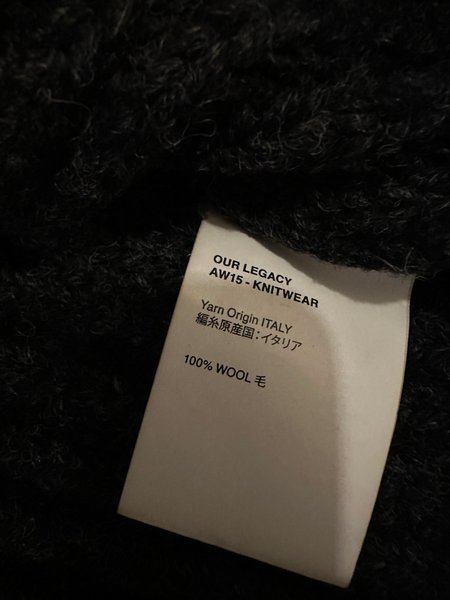 OUR LEGACY
AW15 - KNITWEAR
Yarn Origin ITALY
編糸原産国：イタリア
100% WOOL 毛